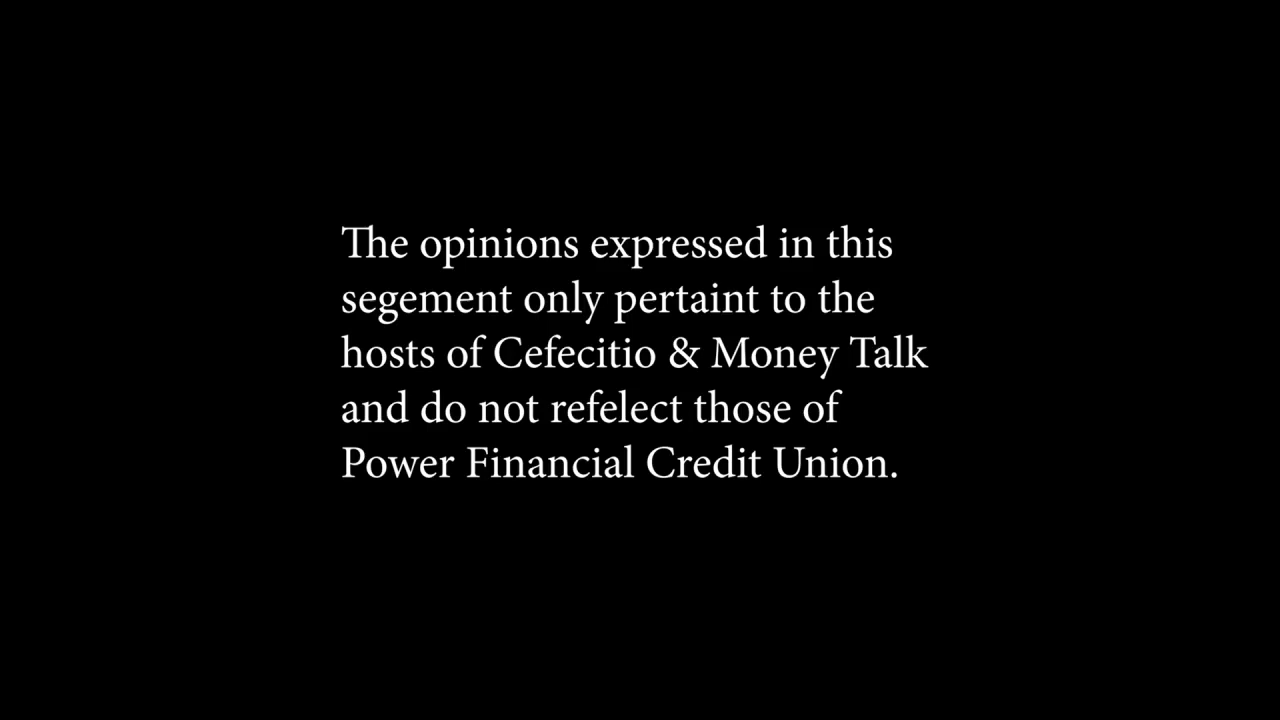 The opinions expressed in this
segement only pertaint to the
hosts of Cefecitio & Money Talk
and do not refelect those of
Power Financial Credit Union.